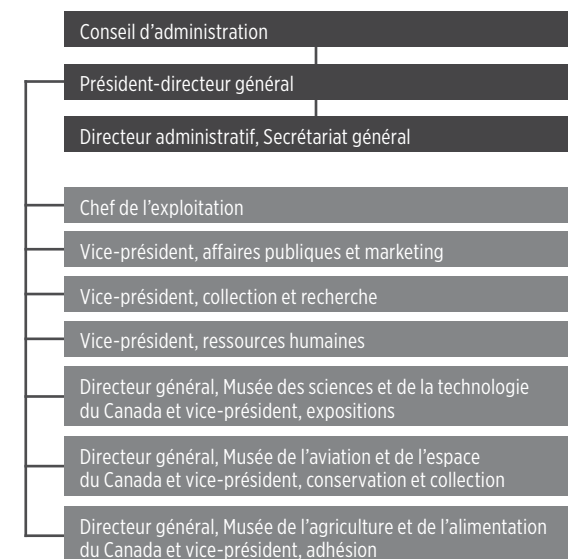 Conseil d’administration
Président-directeur général
Directeur administratif, Secrétariat général
Chef de l’exploitation
Vice-président, affaires publiques et marketing
Vice-président, collection et recherche
Vice-président, ressources humaines
Directeur général, Musée des sciences et de la technologie
du Canada et vice-président, expositions
Directeur général, Musée de l’aviation et de l’espace
du Canada et vice-président, conservation et collection
Directeur général, Musée de l’agriculture et de l’alimentation
du Canada et vice-président, adhésion